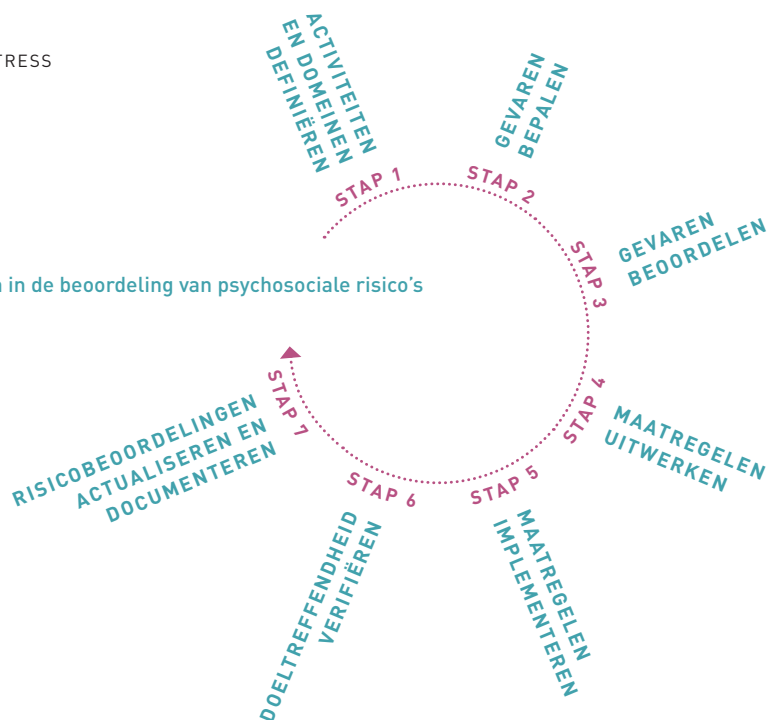 TRESS
in de beoordeling van psychosociale risico's
STAP 1
ACTIVITEITEN
EN DOMEINEN
DEFINIËREN
STAP 2
GEVAREN
BEPALEN
STAP 3
GEVAREN
BEOORDELEN
STAP 4
MAATREGELEN
UITWERKEN
STAP 5
MAATREGELEN
IMPLEMENTEREN
STAP 6
DOELTREFFENDHEID
VERIFIËREN
STAP 7
RISICOBEOORDELINGEN
ACTUALISEREN EN
DOCUMENTEREN